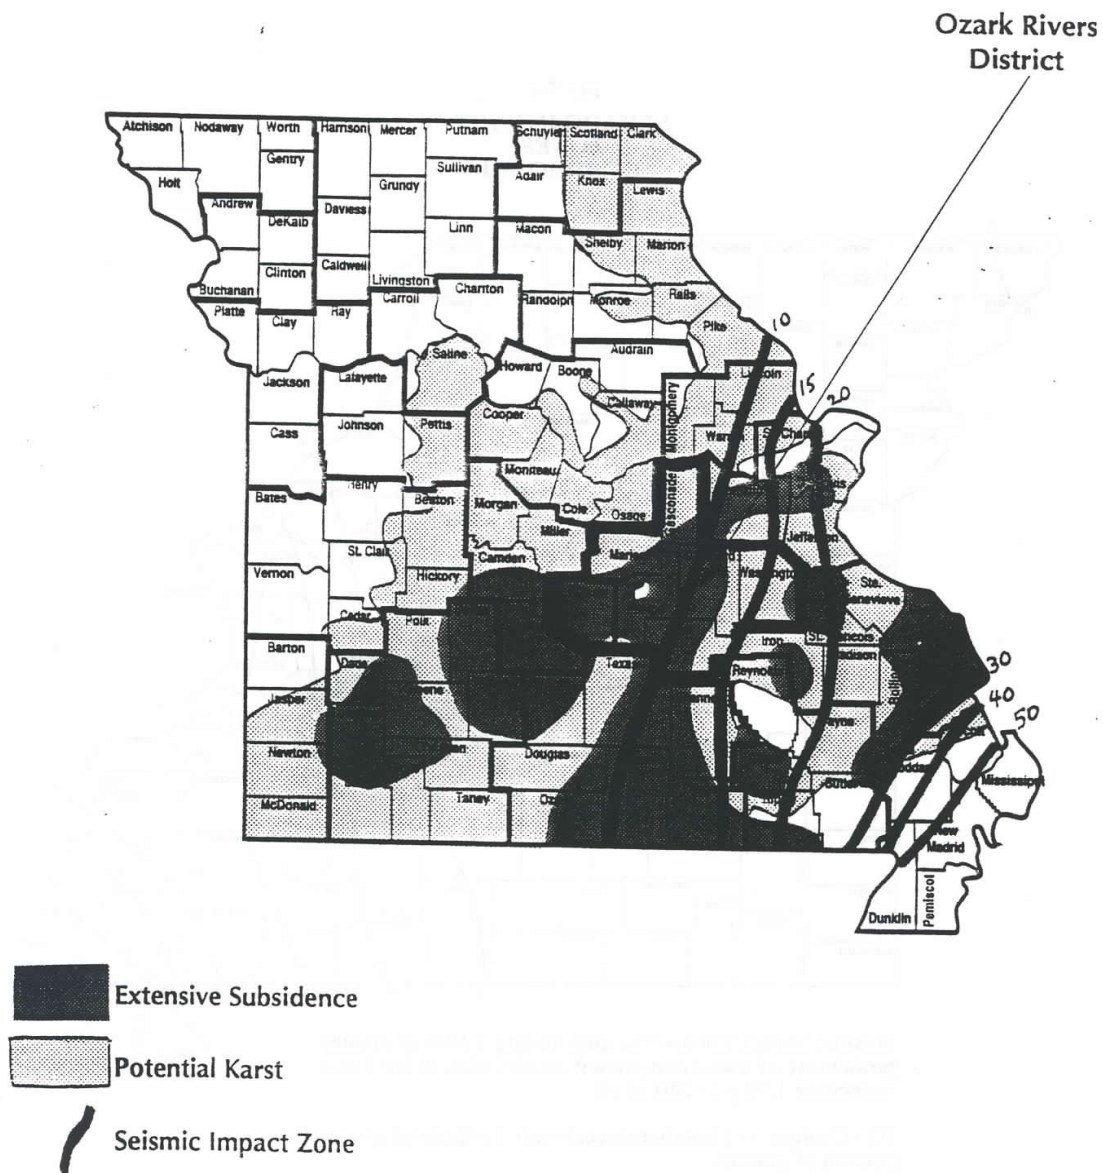 Ozark Rivers
District
Atchison Nodaway Worth Harrison Mercer Putnam Schuyler Scotland Clark
Gentry Sullivan Adair Knox Lewis
Holt Grundy
Andrew DeKalb Daviess Linn Macon Shelby Marion
Clinton Caldwell Livingston
Buchanan Carroll Chariton Randolph Monroe Ralls
Platte Clay Ray Pike 10
Saline Howard Boone Audrain
Jackson Lafayette Lincoln 15
Callaway Montgomery 20
Cooper
Cass Johnson Pettis
Moniteau
Henry Benton Morgan Cole Osage
Bates Miller
St. Clair Camden
Vernon Hickory Ste.
Genevieve
Cedar Polk
Barton Iron St. Francois
Dade Texas
30
Jasper 40
50
Newton Douglas
Mississippi
McDonald Taney
New
Madrid
Dunklin Pemiscot
Extensive Subsidence
Potential Karst
Seismic Impact Zone